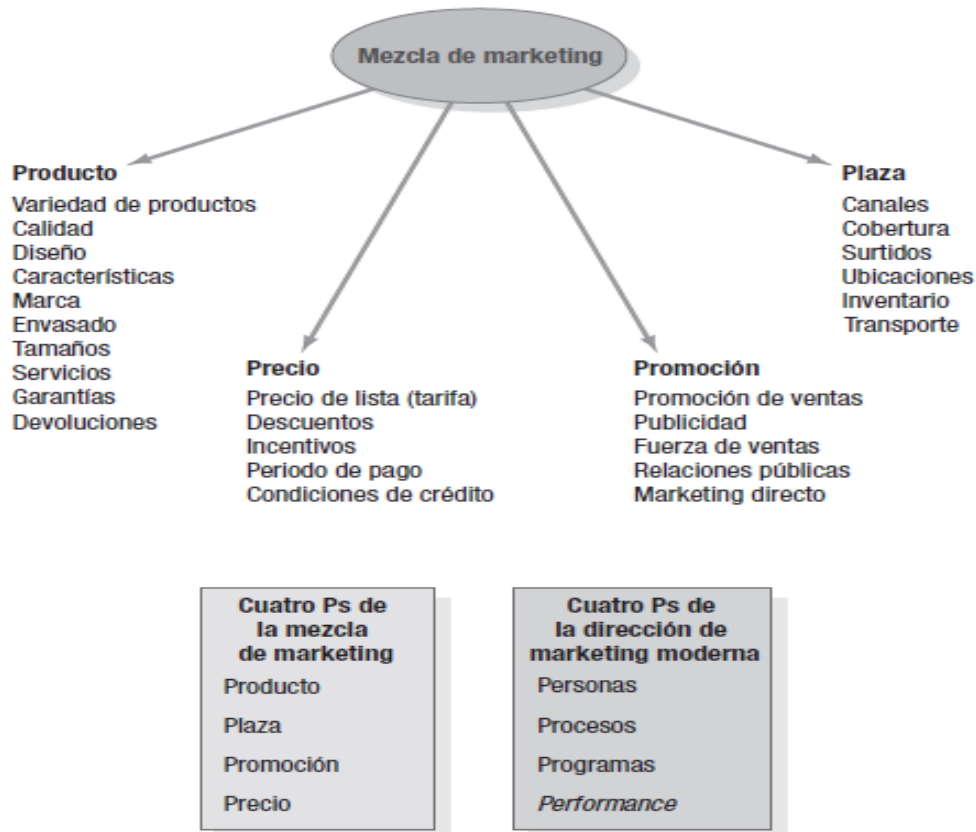 Mezcla de marketing
Producto
Variedad de productos
Calidad
Diseño
Características
Marca
Envasado
Tamaños
Servicios
Garantías
Devoluciones
Precio
Precio de lista (tarifa)
Descuentos
Incentivos
Periodo de pago
Condiciones de crédito
Promoción
Promoción de ventas
Publicidad
Fuerza de ventas
Relaciones públicas
Marketing directo
Plaza
Canales
Cobertura
Surtidos
Ubicaciones
Inventario
Transporte
Cuatro Ps de
la mezcla
de marketing
Producto
Plaza
Promoción
Precio
Cuatro Ps de
la dirección de
marketing moderna
Personas
Procesos
Programas
Performance